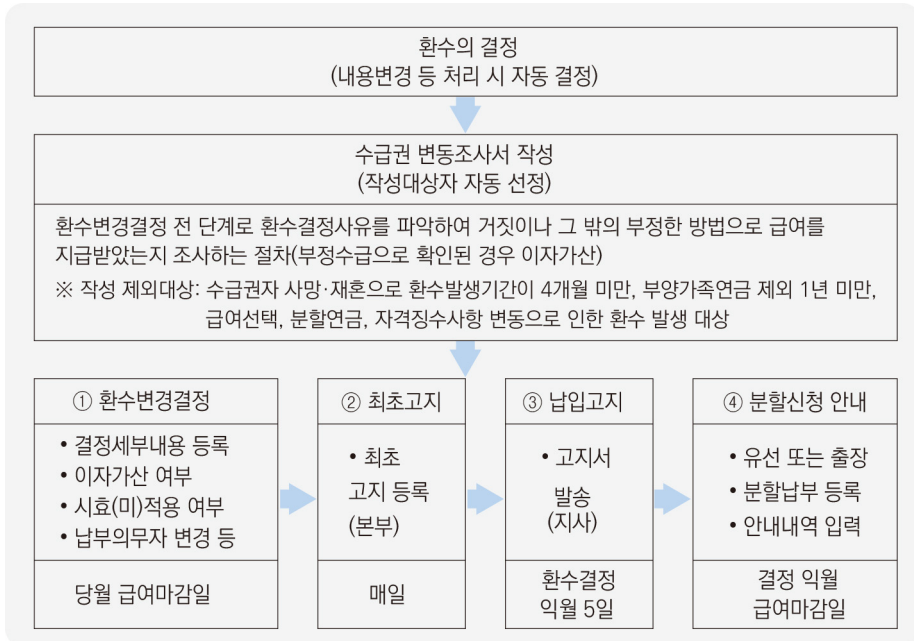 환수의 결정
(내용변경 등 처리 시 자동 결정)
수급권 변동조사서 작성
(작성대상자 자동 선정)
환수변경결정 전 단계로 환수결정사유를 파악하여 거짓이나 그 밖의 부정한 방법으로 급여를
지급받았는지 조사하는 절차(부정수급으로 확인된 경우 이자가산)
※ 작성 제외대상: 수급권자 사망·재혼으로 환수발생기간이 4개월 미만, 부양가족연금 제외 1년 미만,
급여선택, 분할연금, 자격징수사항 변동으로 인한 환수 발생 대상
① 환수변경결정
• 결정세부내용 등록
• 이자가산 여부
• 시효(미)적용 여부
• 납부의무자 변경 등
당월 급여마감일
② 최초고지
• 최초
고지 등록
(본부)
매일
③ 납입고지
• 고지서
발송
(지사)
환수결정
익월 5일
④ 분할신청 안내
• 유선 또는 출장
• 분할납부 등록
• 안내내역 입력
결정 익월
급여마감일